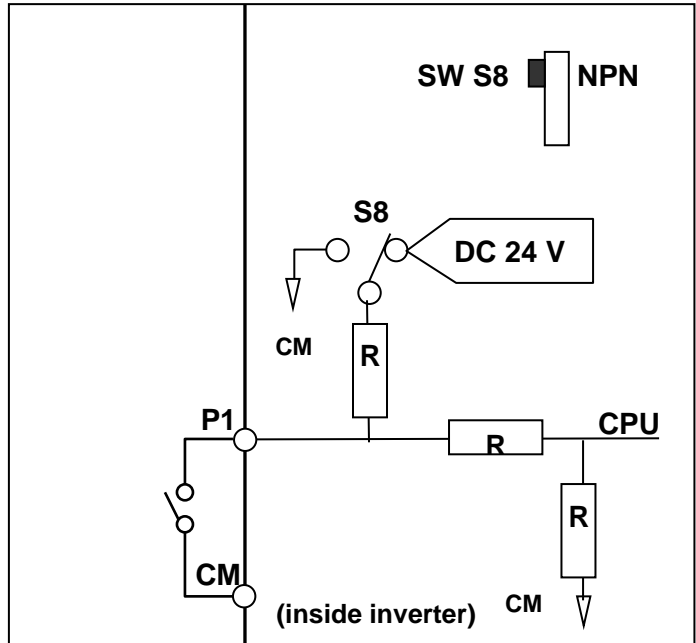 SW S8 NPN
S8
DC 24 V
CM
R
P1
R
CPU
R
CM
(inside inverter)
CM